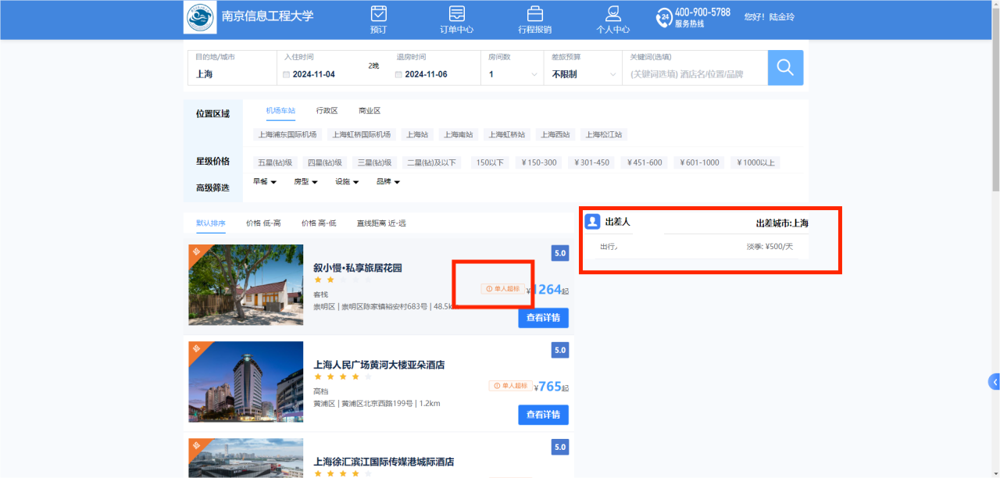 南京信息工程大学
预订
订单中心
行程报销
个人中心
24
400-900-5788
服务热线
您好！陆金玲
目的地/城市
上海
入住时间
2024-11-04
2晚
退房时间
2024-11-06
房间数
1
差旅预算
不限制
关键词(选填)
(关键词选填) 酒店名/位置/品牌
位置区域
机场车站 行政区 商业区
上海浦东国际机场 上海虹桥国际机场 上海站 上海南站 上海虹桥站 上海西站 上海松江站
星级价格
五星(钻)级 四星(钻)级 三星(钻)级 二星(钻)及以下 150以下 ¥150-300 ¥301-450 ¥451-600 ¥601-1000 ¥1000以上
高级筛选
早餐 房型 设施 品牌
默认排序 价格 低-高 价格 高-低 直线距离 近-远
出差人
出差城市:上海
出行
淡季: ¥500/天
叙小慢•私享旅居花园
5.0
客栈
单人超标
1264起
崇明区 | 崇明区陈家镇裕安村683号 | 48.5k
查看详情
上海人民广场黄河大楼亚朵酒店
5.0
高档
单人超标
¥765起
黄浦区 | 黄浦区北京西路199号 | 1.2km
查看详情
上海徐汇滨江国际传媒港城际酒店
5.0